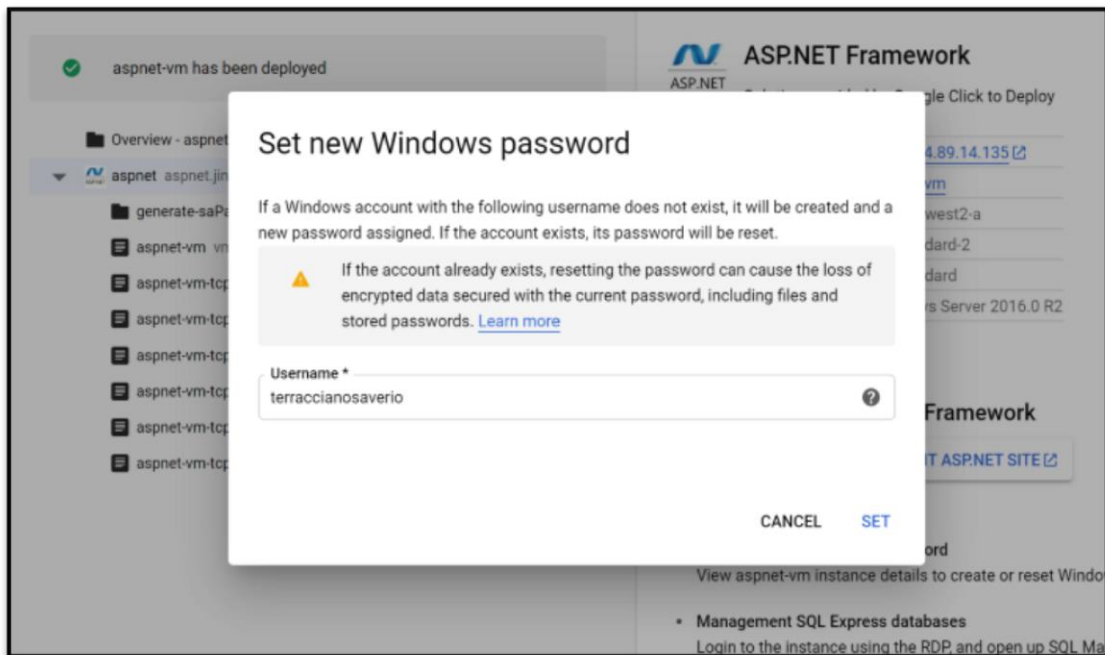 aspnet-vm has been deployed
Overview - aspnet
aspnet aspnet.jin
generate-saPa
aspnet-vm vm
aspnet-vm-tcp
aspnet-vm-tcp
aspnet-vm-tcp
aspnet-vm-tcp
aspnet-vm-tcp
aspnet-vm-tcp
Set new Windows password
If a Windows account with the following username does not exist, it will be created and a
new password assigned. If the account exists, its password will be reset.
If the account already exists, resetting the password can cause the loss of
encrypted data secured with the current password, including files and
stored passwords. Learn more
Username *
terraccianosaverio
CANCEL
SET
ASP.NET
ASP.NET Framework
gle Click to Deploy
4.89.14.135
vm
west2-a
dard-2
dard
s Server 2016.0 R2
Framework
IT ASP.NET SITE
ord
View aspnet-vm instance details to create or reset Windo
• Management SQL Express databases
Login to the instance using the RDP, and open up SQL Ma